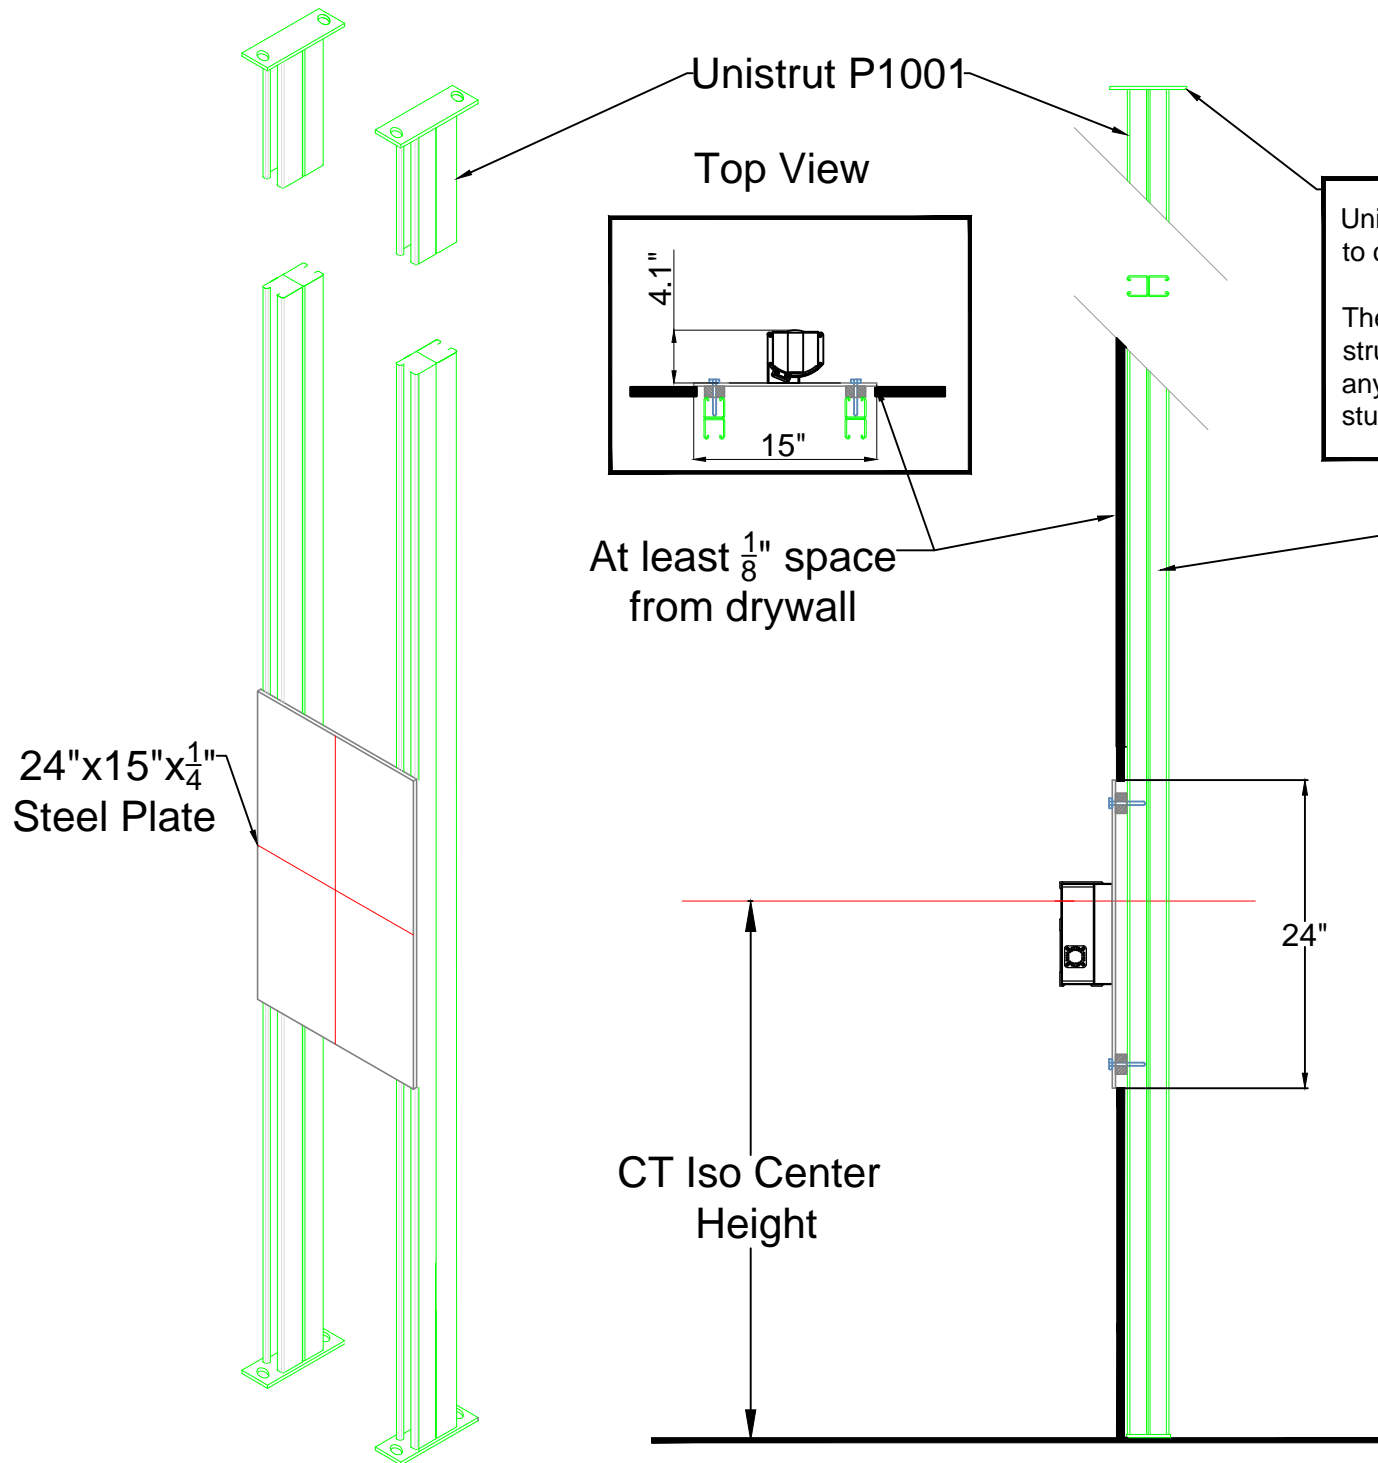 Unistrut P1001
Top View
4.1"
15"
At least 1/8" space
from drywall
24"x15"x1/4"
Steel Plate
24"
CT Iso Center
Height
to